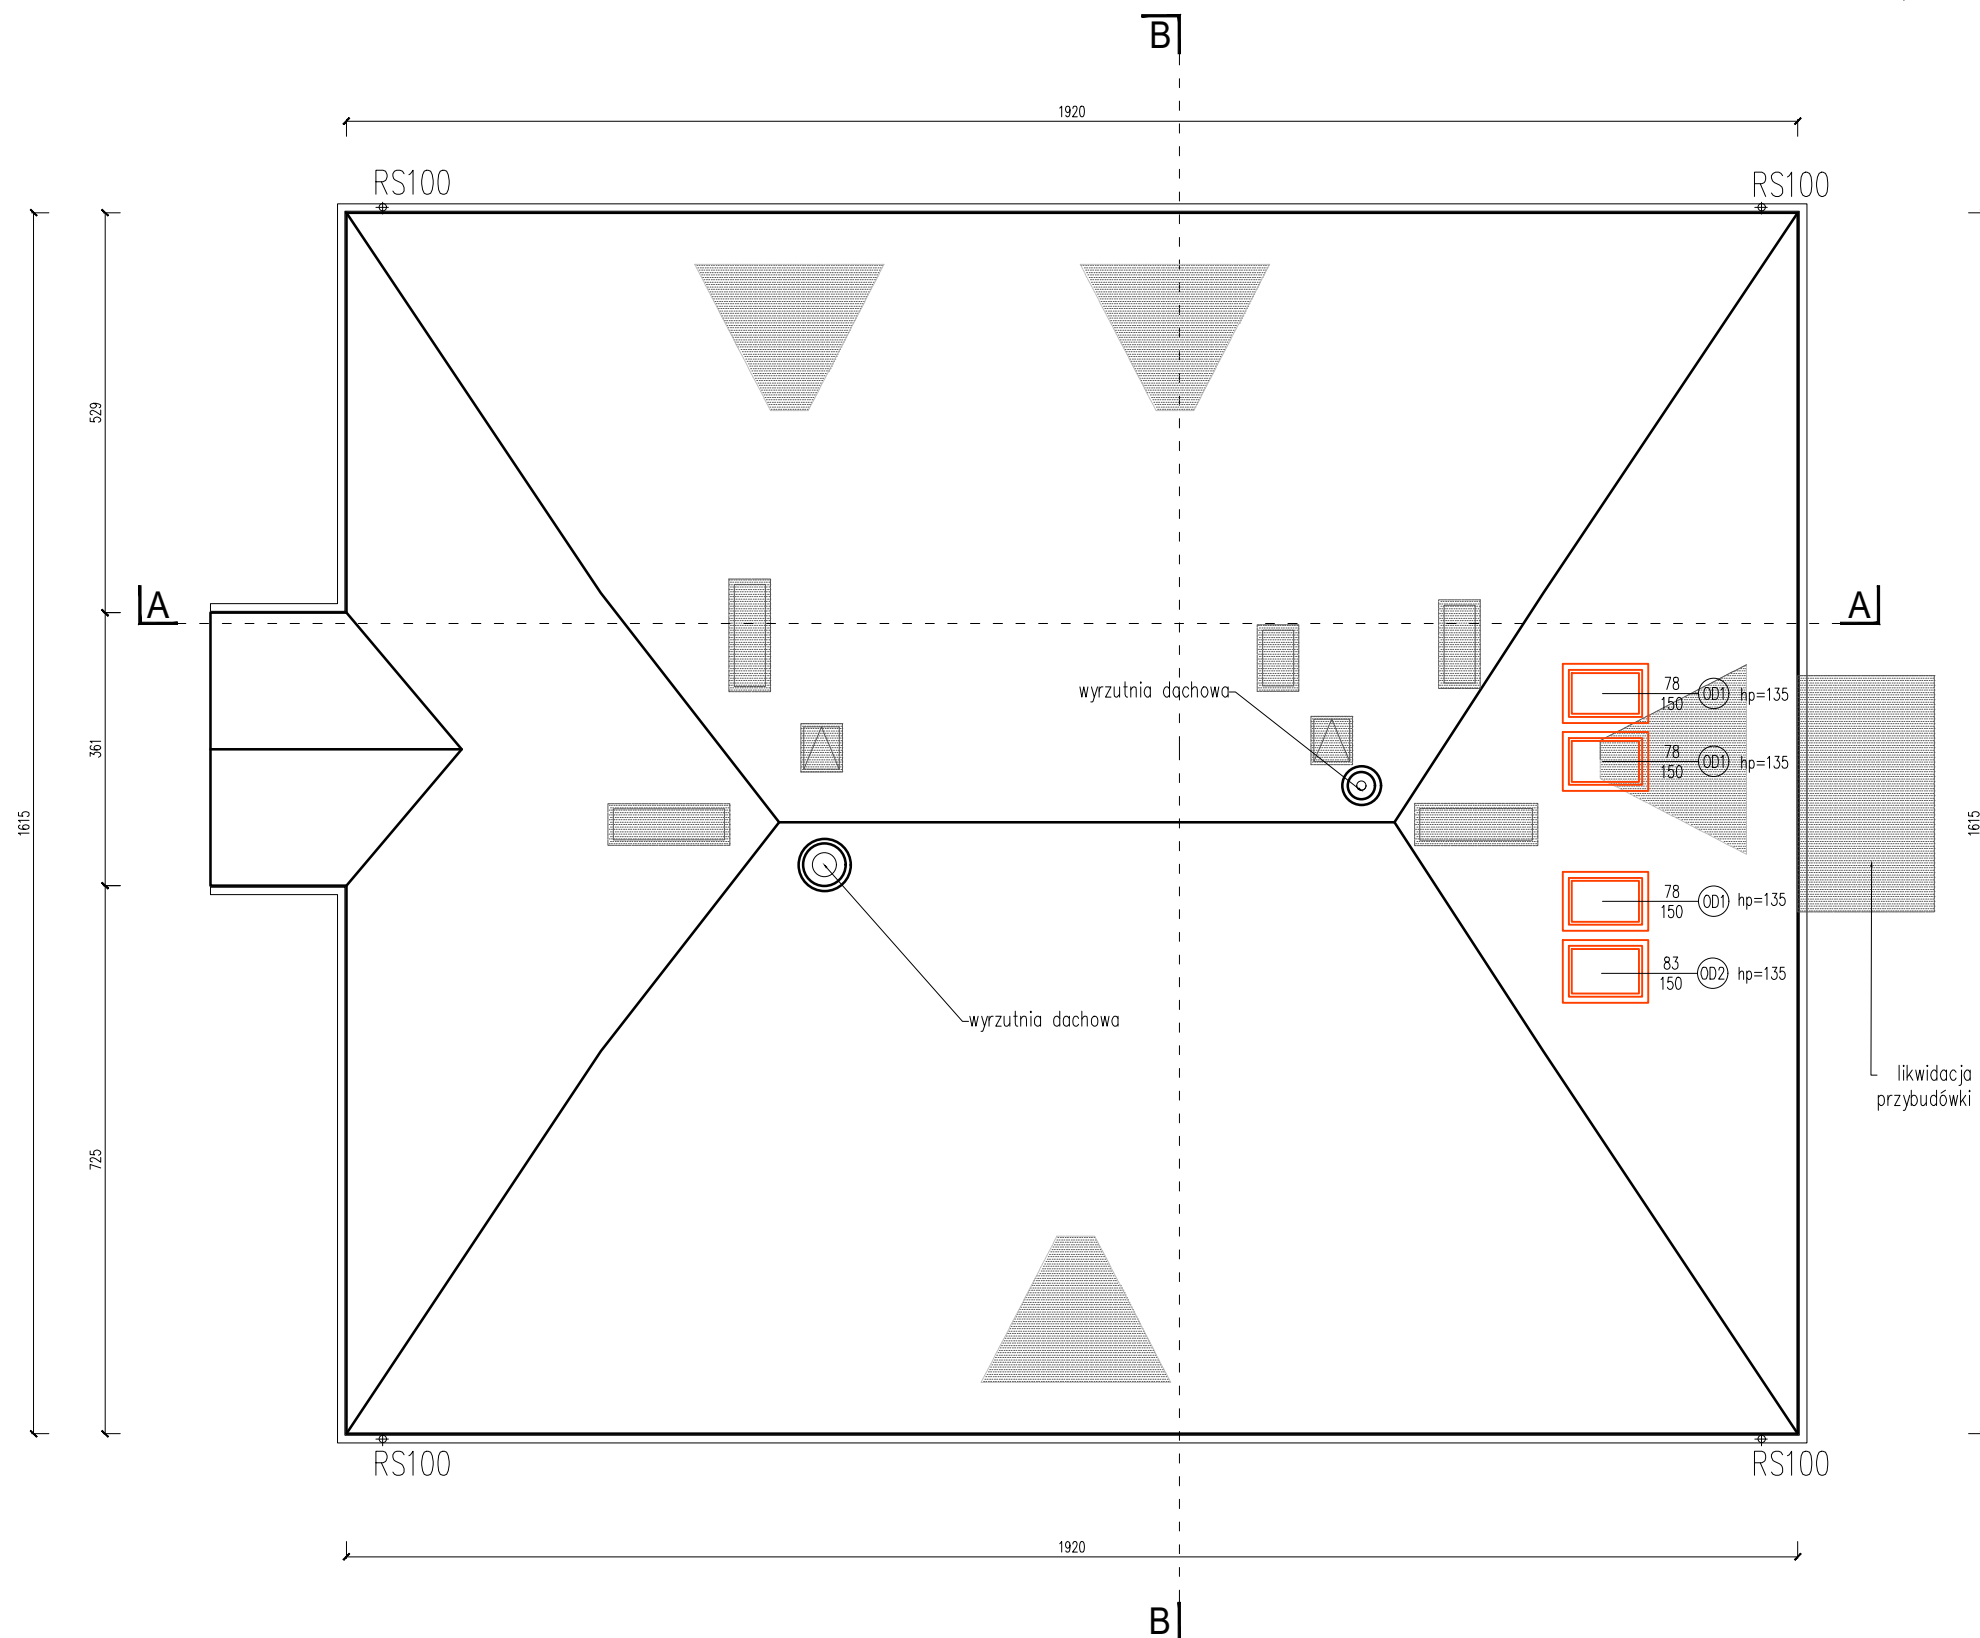 B
1920
RS100
RS100
529
A
A
wyrzutnia dachowa
78
150
OD1
hp=135
361
78
150
OD1
hp=135
1615
1615
78
150
OD1
hp=135
83
150
OD2
hp=135
wyrzutnia dachowa
likwidacja
przybudówki
725
RS100
RS100
1920
B